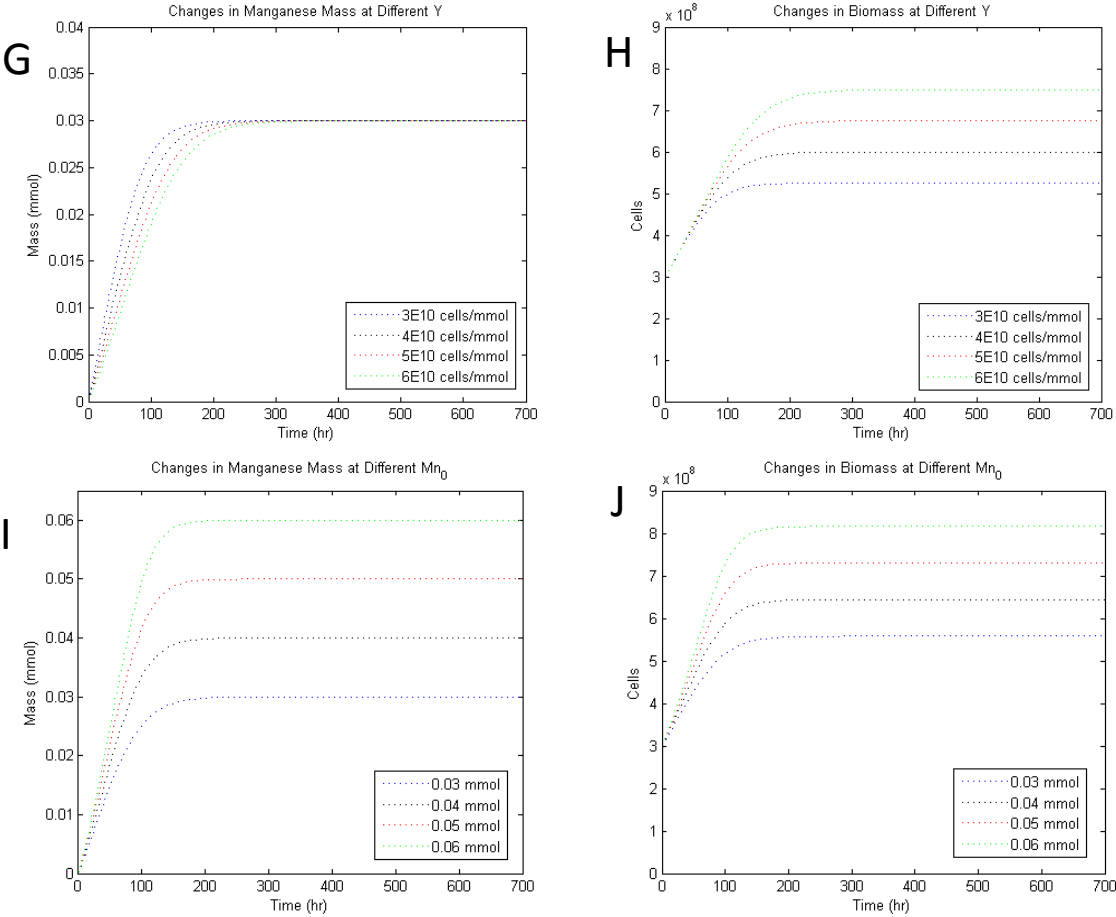 G
Changes in Manganese Mass at Different Y
0.04
0.035
0.03
0.025
0.02
0.015
0.01
0.005
0
Mass (mmol)
0 100 200 300 400 500 600 700
Time (hr)
3E10 cells/mmol
4E10 cells/mmol
5E10 cells/mmol
6E10 cells/mmol
H
Changes in Biomass at Different Y
x 10^8
9
8
7
6
5
4
3
2
1
0
Cells
0 100 200 300 400 500 600 700
Time (hr)
3E10 cells/mmol
4E10 cells/mmol
5E10 cells/mmol
6E10 cells/mmol
I
Changes in Manganese Mass at Different Mn0
0.06
0.05
0.04
0.03
0.02
0.01
0
Mass (mmol)
0 100 200 300 400 500 600 700
Time (hr)
0.03 mmol
0.04 mmol
0.05 mmol
0.06 mmol
J
Changes in Biomass at Different Mn0
x 10^8
9
8
7
6
5
4
3
2
1
0
Cells
0 100 200 300 400 500 600 700
Time (hr)
0.03 mmol
0.04 mmol
0.05 mmol
0.06 mmol